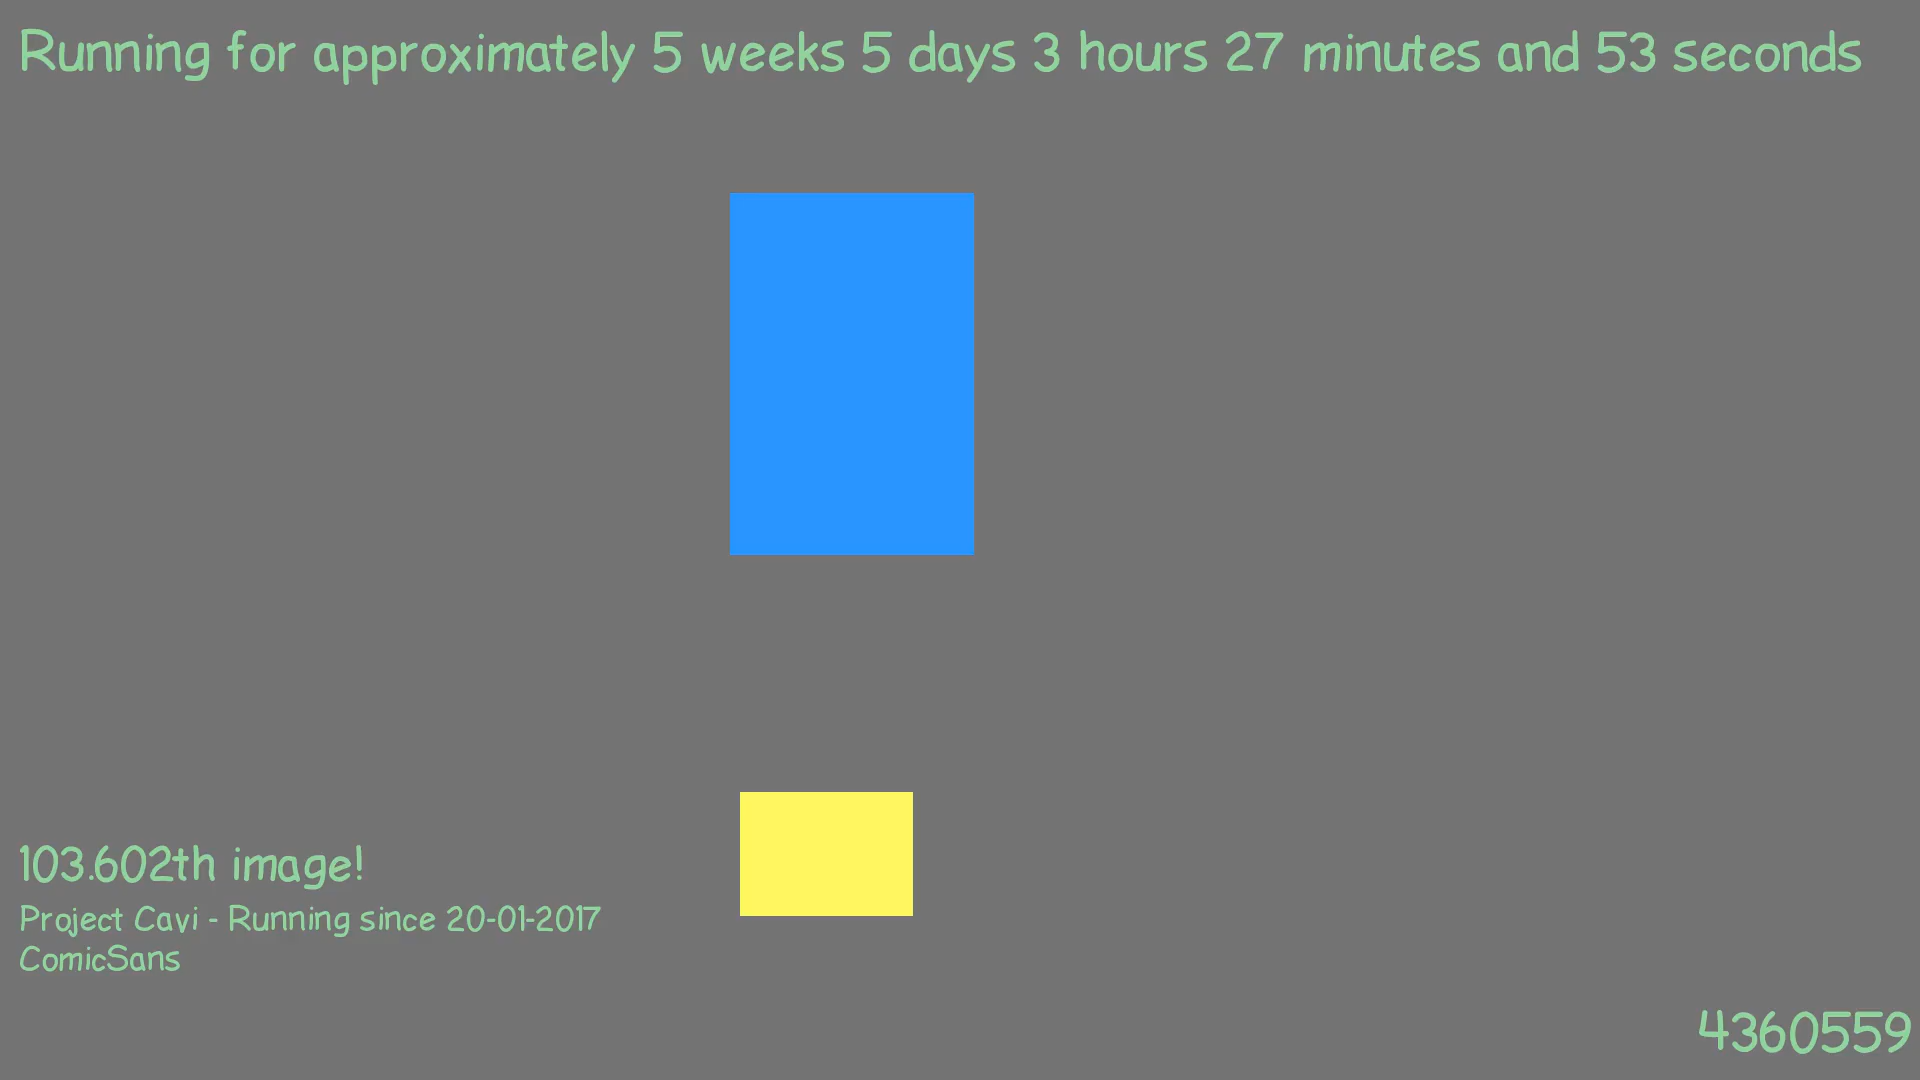 Running for approximately 5 weeks 5 days 3 hours 27 minutes and 53 seconds
103.602th image!
Project Cavi - Running since 20-01-2017
ComicSans
4360559